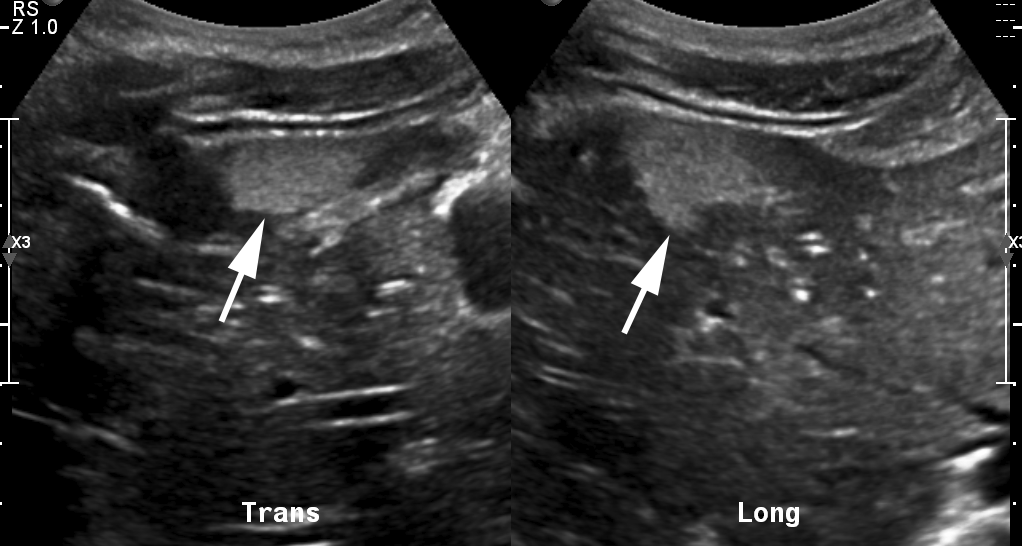 RS
Z 1.0
X3
X3
Trans
Long